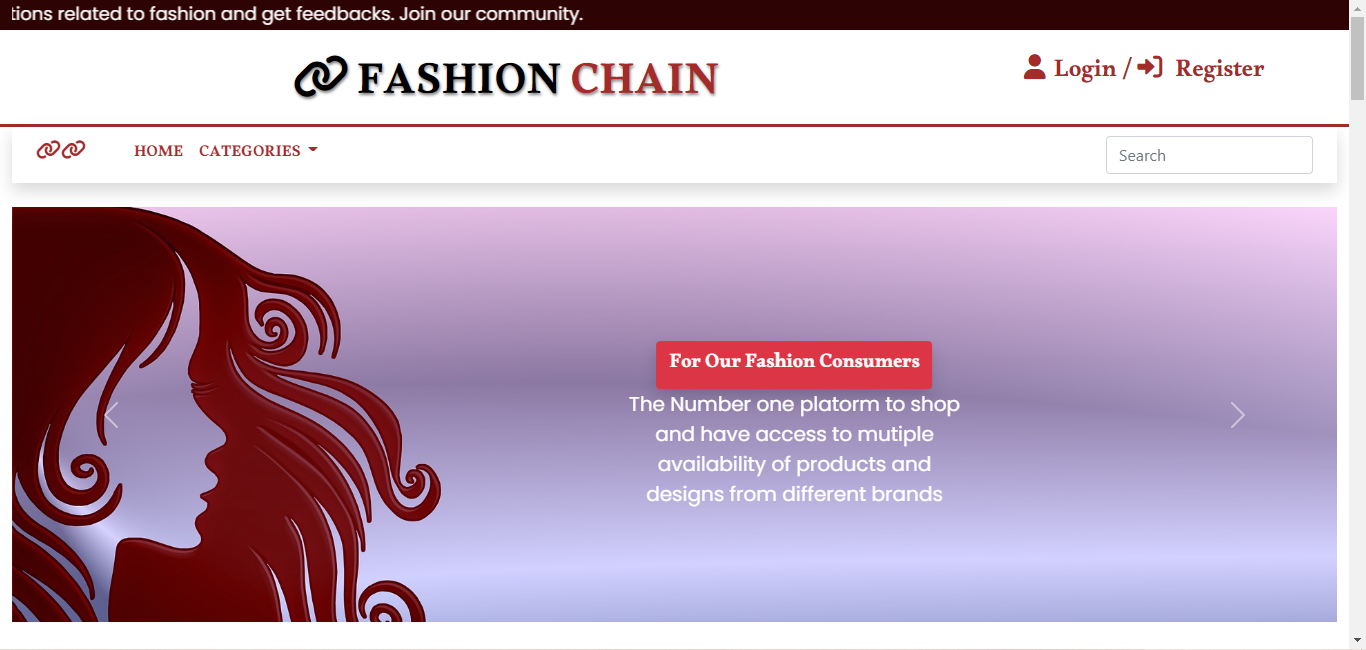 tions related to fashion and get feedbacks. Join our community.
FASHION CHAIN
Login / Register
HOME CATEGORIES
Search
For Our Fashion Consumers
The Number one platorm to shop
and have access to mutiple
availability of products and
designs from different brands